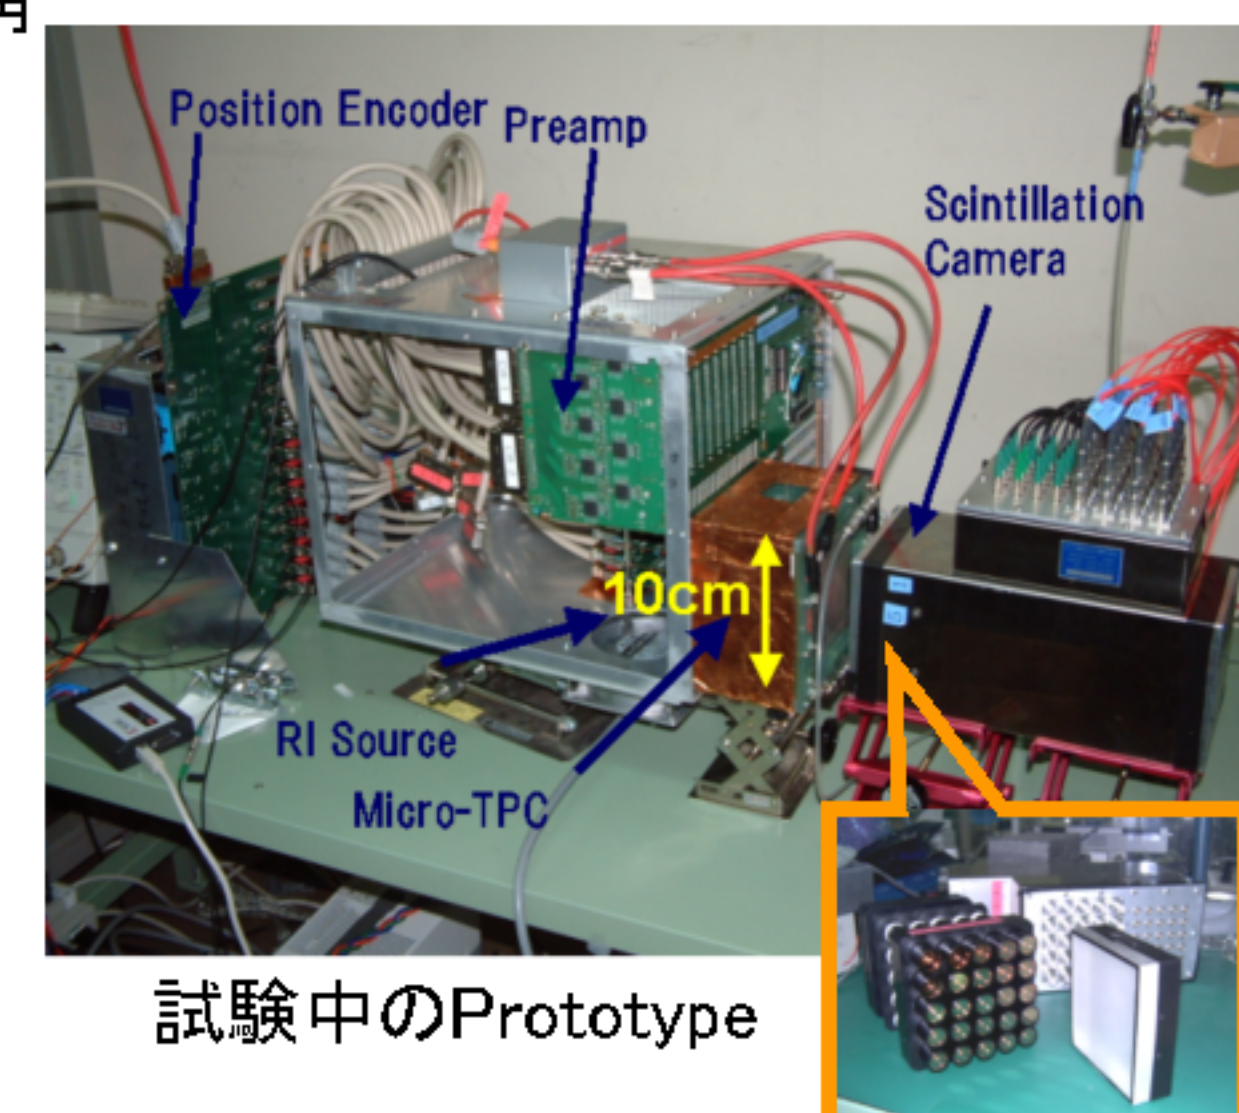 円
Position Encoder
Preamp
Scintillation
Camera
10cm
RI Source
Micro-TPC
試験中のPrototype